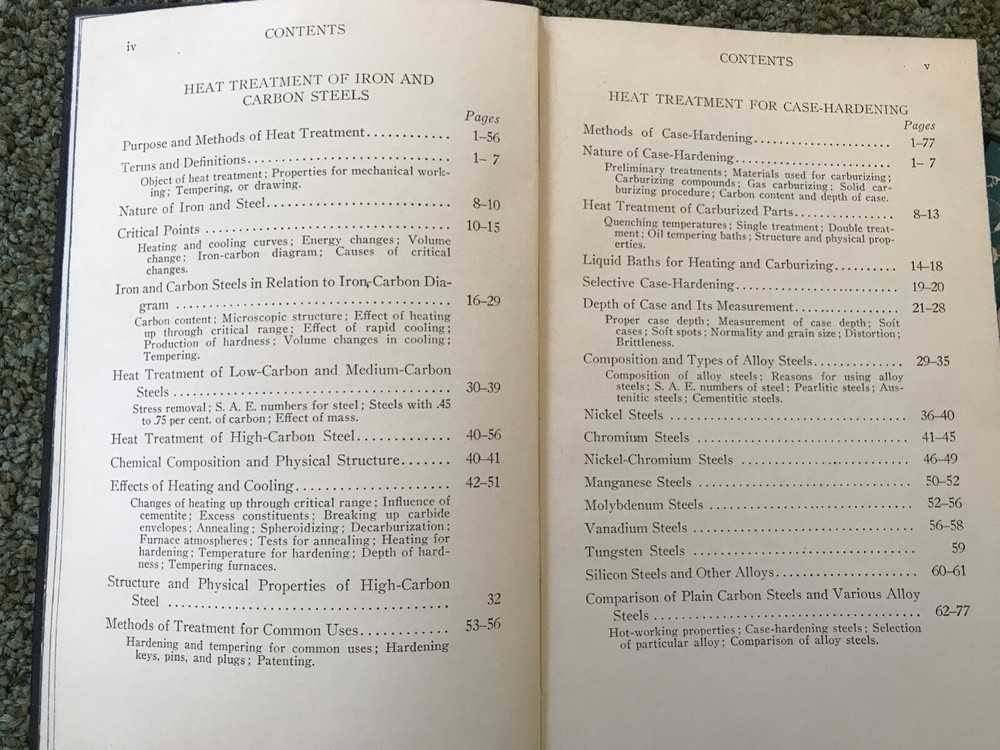 iv
CONTENTS
HEAT TREATMENT OF IRON AND
CARBON STEELS
Pages
Purpose and Methods of Heat Treatment............ 1–56
Terms and Definitions.............................. 1– 7
Object of heat treatment; Properties for mechanical work-
ing; Tempering, or drawing.
Nature of Iron and Steel........................... 8–10
Critical Points ................................... 10–15
Heating and cooling curves; Energy changes; Volume
change; Iron-carbon diagram; Causes of critical
changes.
Iron and Carbon Steels in Relation to Iron-Carbon Dia-
gram ........................................ 16–29
Carbon content; Microscopic structure; Effect of heating
up through critical range; Effect of rapid cooling;
Production of hardness; Volume changes in cooling;
Tempering.
Heat Treatment of Low-Carbon and Medium-Carbon
Steels ........................................ 30–39
Stress removal; S. A. E. numbers for steel; Steels with .45
to .75 per cent. of carbon; Effect of mass.
Heat Treatment of High-Carbon Steel............. 40–56
Chemical Composition and Physical Structure....... 40–41
Effects of Heating and Cooling...................... 42–51
Changes of heating up through critical range; Influence of
cementite; Excess constituents; Breaking up carbide
envelopes; Annealing; Spheroidizing; Decarburization;
Furnace atmospheres; Tests for annealing; Heating for
hardening; Temperature for hardening; Depth of hard-
ness; Tempering furnaces.
Structure and Physical Properties of High-Carbon
Steel ........................................ 32
Methods of Treatment for Common Uses............ 53–56
Hardening and tempering for common uses; Hardening
keys, pins, and plugs; Patenting.
CONTENTS
v
HEAT TREATMENT FOR CASE-HARDENING
Pages
Methods of Case-Hardening................... 1–77
Nature of Case-Hardening...................... 1– 7
Preliminary treatments; Materials used for carburizing;
Carburizing compounds; Gas carburizing; Solid car-
burizing procedure; Carbon content and depth of case.
Heat Treatment of Carburized Parts............... 8–13
Quenching temperatures; Single treatment; Double treat-
ment; Oil tempering baths; Structure and physical prop-
erties.
Liquid Baths for Heating and Carburizing.......... 14–18
Selective Case-Hardening........................ 19–20
Depth of Case and Its Measurement............... 21–28
Proper case depth; Measurement of case depth; Soft
cases; Soft spots; Normality and grain size; Distortion;
Brittleness.
Composition and Types of Alloy Steels............. 29–35
Composition of alloy steels; Reasons for using alloy
steels; S. A. E. numbers of steel; Pearlitic steels; Aus-
tenitic steels; Cementitic steels.
Nickel Steels .................................. 36–40
Chromium Steels ............................... 41–45
Nickel-Chromium Steels ........................ 46–49
Manganese Steels .............................. 50–52
Molybdenum Steels ............................. 52–56
Vanadium Steels ............................... 56–58
Tungsten Steels ............................... 59
Silicon Steels and Other Alloys.................... 60–61
Comparison of Plain Carbon Steels and Various Alloy
Steels ........................................ 62–77
Hot-working properties; Case-hardening steels; Selection
of particular alloy; Comparison of alloy steels.